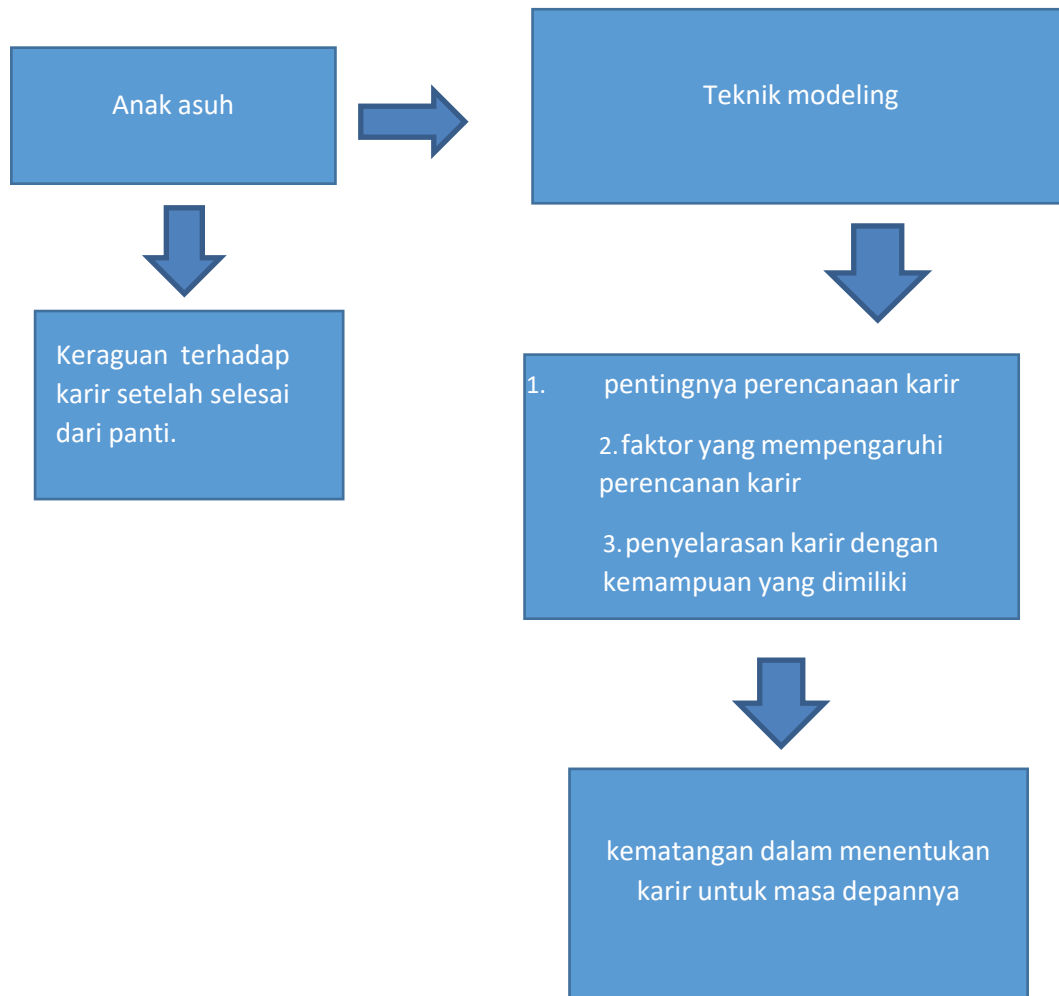 Anak asuh
Teknik modeling
Keraguan terhadap
karir setelah selesai
dari panti.
1. pentingnya perencanaan karir
2. faktor yang mempengaruhi
perencanan karir
3. penyelarasan karir dengan
kemampuan yang dimiliki
kematangan dalam menentukan
karir untuk masa depannya